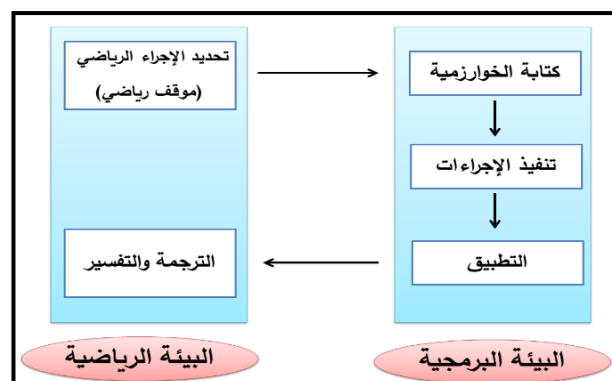 تحديد الإجراء الرياضي
(موقف رياضي)
كتابة الخوارزمية
تنفيذ الإجراءات
التطبيق
الترجمة والتفسير
البيئة الرياضية
البيئة البرمجية